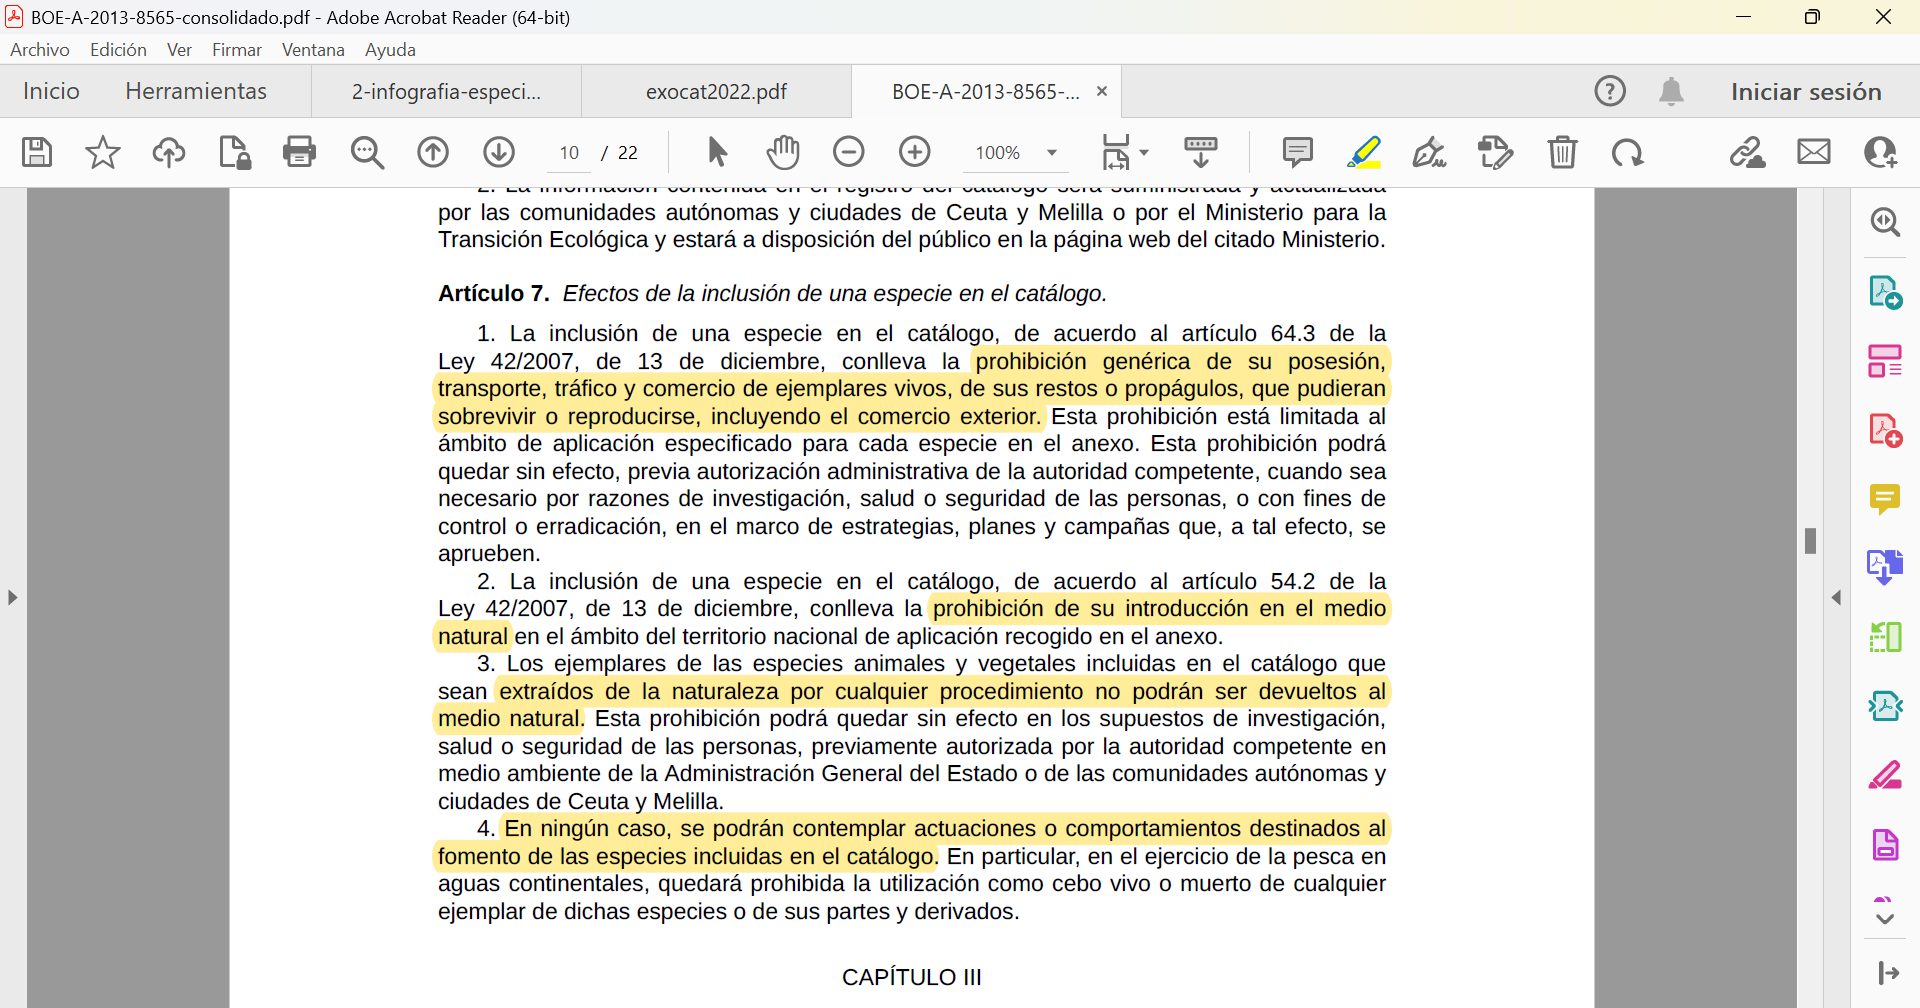 BOE-A-2013-8565-consolidado.pdf - Adobe Acrobat Reader (64-bit)
Archivo Edición Ver Firmar Ventana Ayuda
Inicio Herramientas 2-infografia-especi... exocat2022.pdf BOE-A-2013-8565-... Iniciar sesión
10 / 22 100%
2. La información contenida en el registro del catálogo será suministrada y actualizada
por las comunidades autónomas y ciudades de Ceuta y Melilla o por el Ministerio para la
Transición Ecológica y estará a disposición del público en la página web del citado Ministerio.
Artículo 7. Efectos de la inclusión de una especie en el catálogo.
1. La inclusión de una especie en el catálogo, de acuerdo al artículo 64.3 de la
Ley 42/2007, de 13 de diciembre, conlleva la prohibición genérica de su posesión,
transporte, tráfico y comercio de ejemplares vivos, de sus restos o propágulos, que pudieran
sobrevivir o reproducirse, incluyendo el comercio exterior. Esta prohibición está limitada al
ámbito de aplicación especificado para cada especie en el anexo. Esta prohibición podrá
quedar sin efecto, previa autorización administrativa de la autoridad competente, cuando sea
necesario por razones de investigación, salud o seguridad de las personas, o con fines de
control o erradicación, en el marco de estrategias, planes y campañas que, a tal efecto, se
aprueben.
2. La inclusión de una especie en el catálogo, de acuerdo al artículo 54.2 de la
Ley 42/2007, de 13 de diciembre, conlleva la prohibición de su introducción en el medio
natural en el ámbito del territorio nacional de aplicación recogido en el anexo.
3. Los ejemplares de las especies animales y vegetales incluidas en el catálogo que
sean extraídos de la naturaleza por cualquier procedimiento no podrán ser devueltos al
medio natural. Esta prohibición podrá quedar sin efecto en los supuestos de investigación,
salud o seguridad de las personas, previamente autorizada por la autoridad competente en
medio ambiente de la Administración General del Estado o de las comunidades autónomas y
ciudades de Ceuta y Melilla.
4. En ningún caso, se podrán contemplar actuaciones o comportamientos destinados al
fomento de las especies incluidas en el catálogo. En particular, en el ejercicio de la pesca en
aguas continentales, quedará prohibida la utilización como cebo vivo o muerto de cualquier
ejemplar de dichas especies o de sus partes y derivados.
CAPÍTULO III